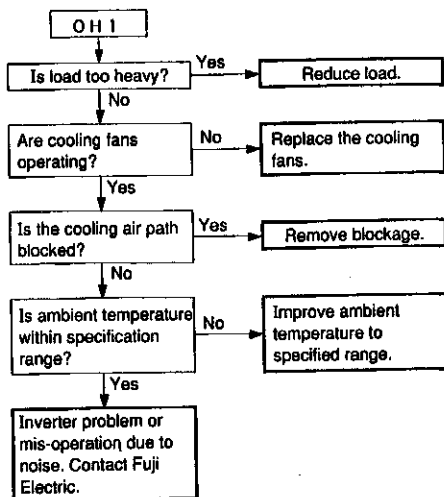 OH1
Is load too heavy?
Yes
Reduce load.
No
Are cooling fans
operating?
No
Replace the cooling
fans.
Yes
Is the cooling air path
blocked?
Yes
Remove blockage.
No
Is ambient temperature
within specification
range?
No
Improve ambient
temperature to
specified range.
Yes
Inverter problem or
mis-operation due to
noise. Contact Fuji
Electric.